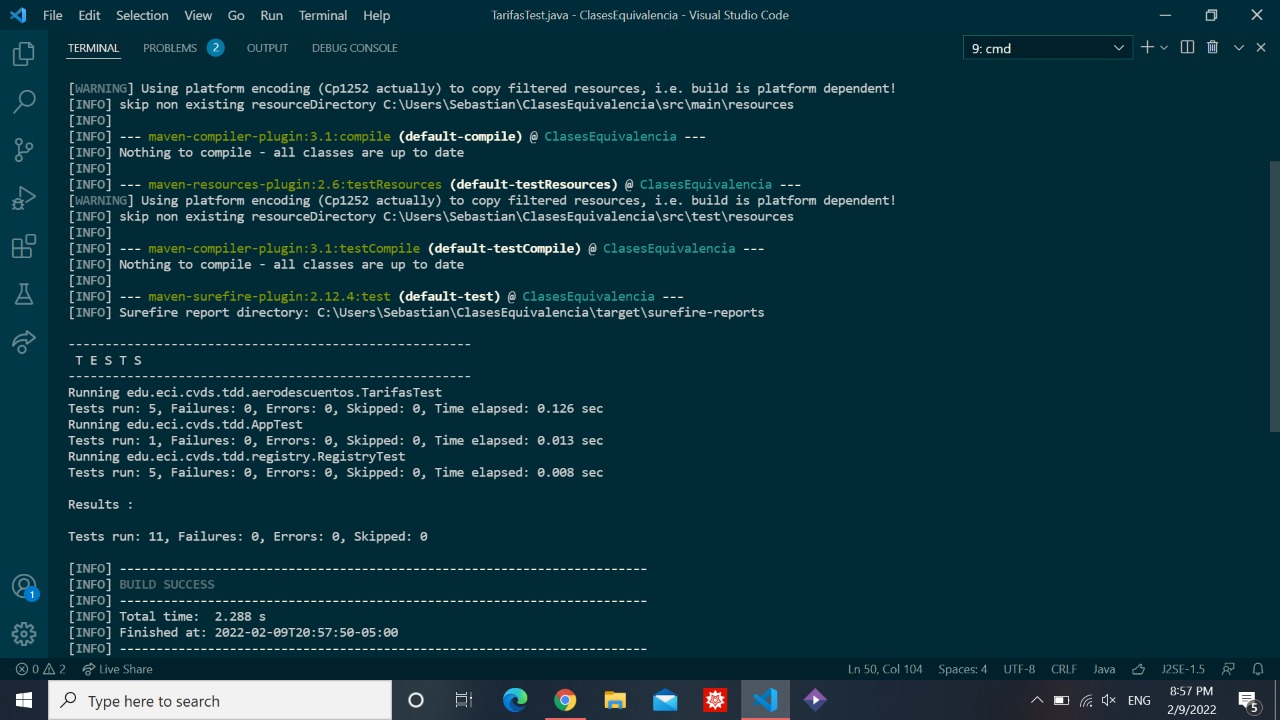 File Edit Selection View Go Run Terminal Help TarifasTest.java - ClasesEquivalencia - Visual Studio Code
TERMINAL PROBLEMS 2 OUTPUT DEBUG CONSOLE 9: cmd
[WARNING] Using platform encoding (Cp1252 actually) to copy filtered resources, i.e. build is platform dependent!
[INFO] skip non existing resourceDirectory C:\Users\Sebastian\ClasesEquivalencia\src\main\resources
[INFO]
[INFO] --- maven-compiler-plugin:3.1:compile (default-compile) @ ClasesEquivalencia ---
[INFO] Nothing to compile - all classes are up to date
[INFO]
[INFO] --- maven-resources-plugin:2.6:testResources (default-testResources) @ ClasesEquivalencia ---
[WARNING] Using platform encoding (Cp1252 actually) to copy filtered resources, i.e. build is platform dependent!
[INFO] skip non existing resourceDirectory C:\Users\Sebastian\ClasesEquivalencia\src\test\resources
[INFO]
[INFO] --- maven-compiler-plugin:3.1:testCompile (default-testCompile) @ ClasesEquivalencia ---
[INFO] Nothing to compile - all classes are up to date
[INFO]
[INFO] --- maven-surefire-plugin:2.12.4:test (default-test) @ ClasesEquivalencia ---
[INFO] Surefire report directory: C:\Users\Sebastian\ClasesEquivalencia\target\surefire-reports
-------------------------------------------------------
T E S T S
-------------------------------------------------------
Running edu.eci.cvds.tdd.aerodescuentos.TarifasTest
Tests run: 5, Failures: 0, Errors: 0, Skipped: 0, Time elapsed: 0.126 sec
Running edu.eci.cvds.tdd.AppTest
Tests run: 1, Failures: 0, Errors: 0, Skipped: 0, Time elapsed: 0.013 sec
Running edu.eci.cvds.tdd.registry.RegistryTest
Tests run: 5, Failures: 0, Errors: 0, Skipped: 0, Time elapsed: 0.008 sec
Results :
Tests run: 11, Failures: 0, Errors: 0, Skipped: 0
[INFO] ------------------------------------------------------------------------
[INFO] BUILD SUCCESS
[INFO] ------------------------------------------------------------------------
[INFO] Total time:  2.288 s
[INFO] Finished at: 2022-02-09T20:57:50-05:00
[INFO] ------------------------------------------------------------------------
1
0 2 Live Share Ln 50, Col 104 Spaces: 4 UTF-8 CRLF Java J2SE-1.5
Type here to search ENG 8:57 PM
2/9/2022 5